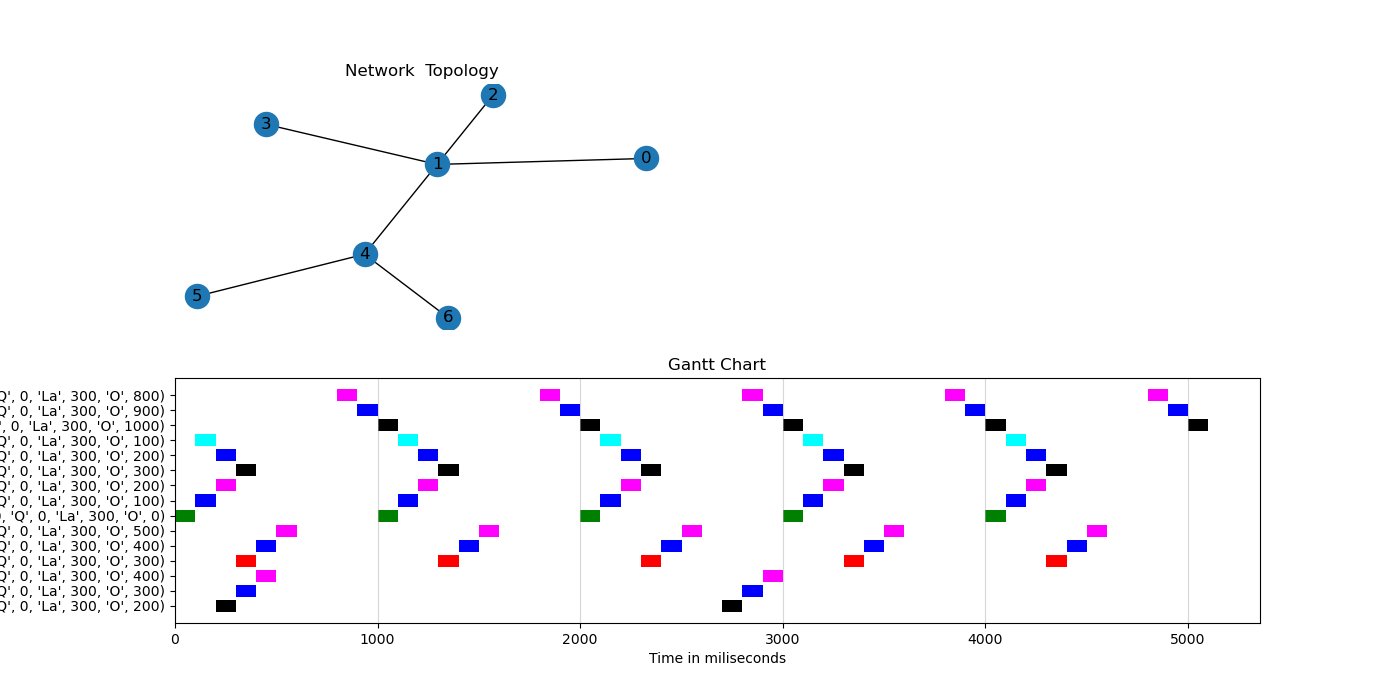 Network  Topology
2
3
0
1
4
5
6
Gantt Chart
Q', 0, 'La', 300, 'O', 800)
Q', 0, 'La', 300, 'O', 900)
', 0, 'La', 300, 'O', 1000)
Q', 0, 'La', 300, 'O', 100)
Q', 0, 'La', 300, 'O', 200)
Q', 0, 'La', 300, 'O', 300)
Q', 0, 'La', 300, 'O', 200)
Q', 0, 'La', 300, 'O', 100)
0, 'Q', 0, 'La', 300, 'O', 0)
Q', 0, 'La', 300, 'O', 500)
Q', 0, 'La', 300, 'O', 400)
Q', 0, 'La', 300, 'O', 300)
Q', 0, 'La', 300, 'O', 400)
Q', 0, 'La', 300, 'O', 300)
Q', 0, 'La', 300, 'O', 200)
0 1000 2000 3000 4000 5000
Time in miliseconds